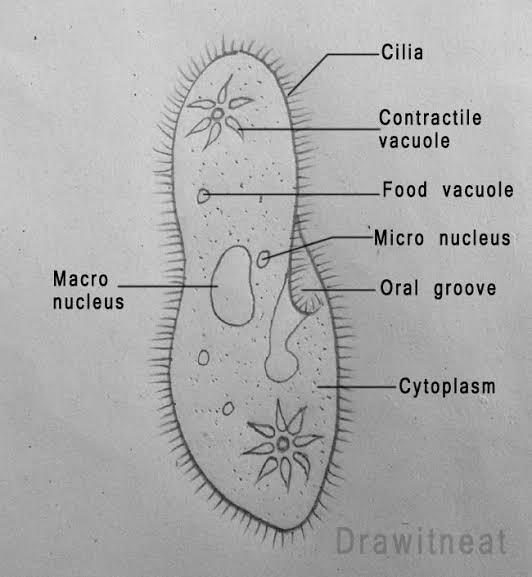 Cilia
Contractile
vacuole
Food vacuole
Micro nucleus
Macro
nucleus
Oral groove
Cytoplasm
Drawitneat